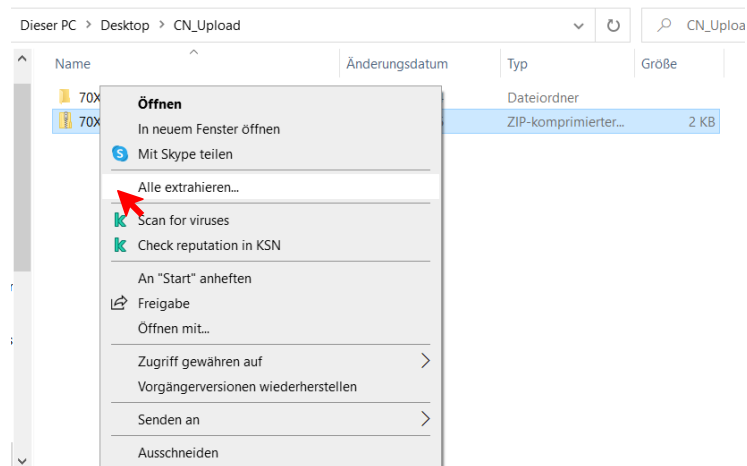 Dieser PC > Desktop > CN_Upload
CN_Uploa
Name Änderungsdatum Typ Größe
70X Dateiordner
70X ZIP-komprimierter... 2 KB
Öffnen
In neuem Fenster öffnen
Mit Skype teilen
Alle extrahieren...
Scan for viruses
Check reputation in KSN
An "Start" anheften
Freigabe
Öffnen mit...
Zugriff gewähren auf
Vorgängerversionen wiederherstellen
Senden an
Ausschneiden